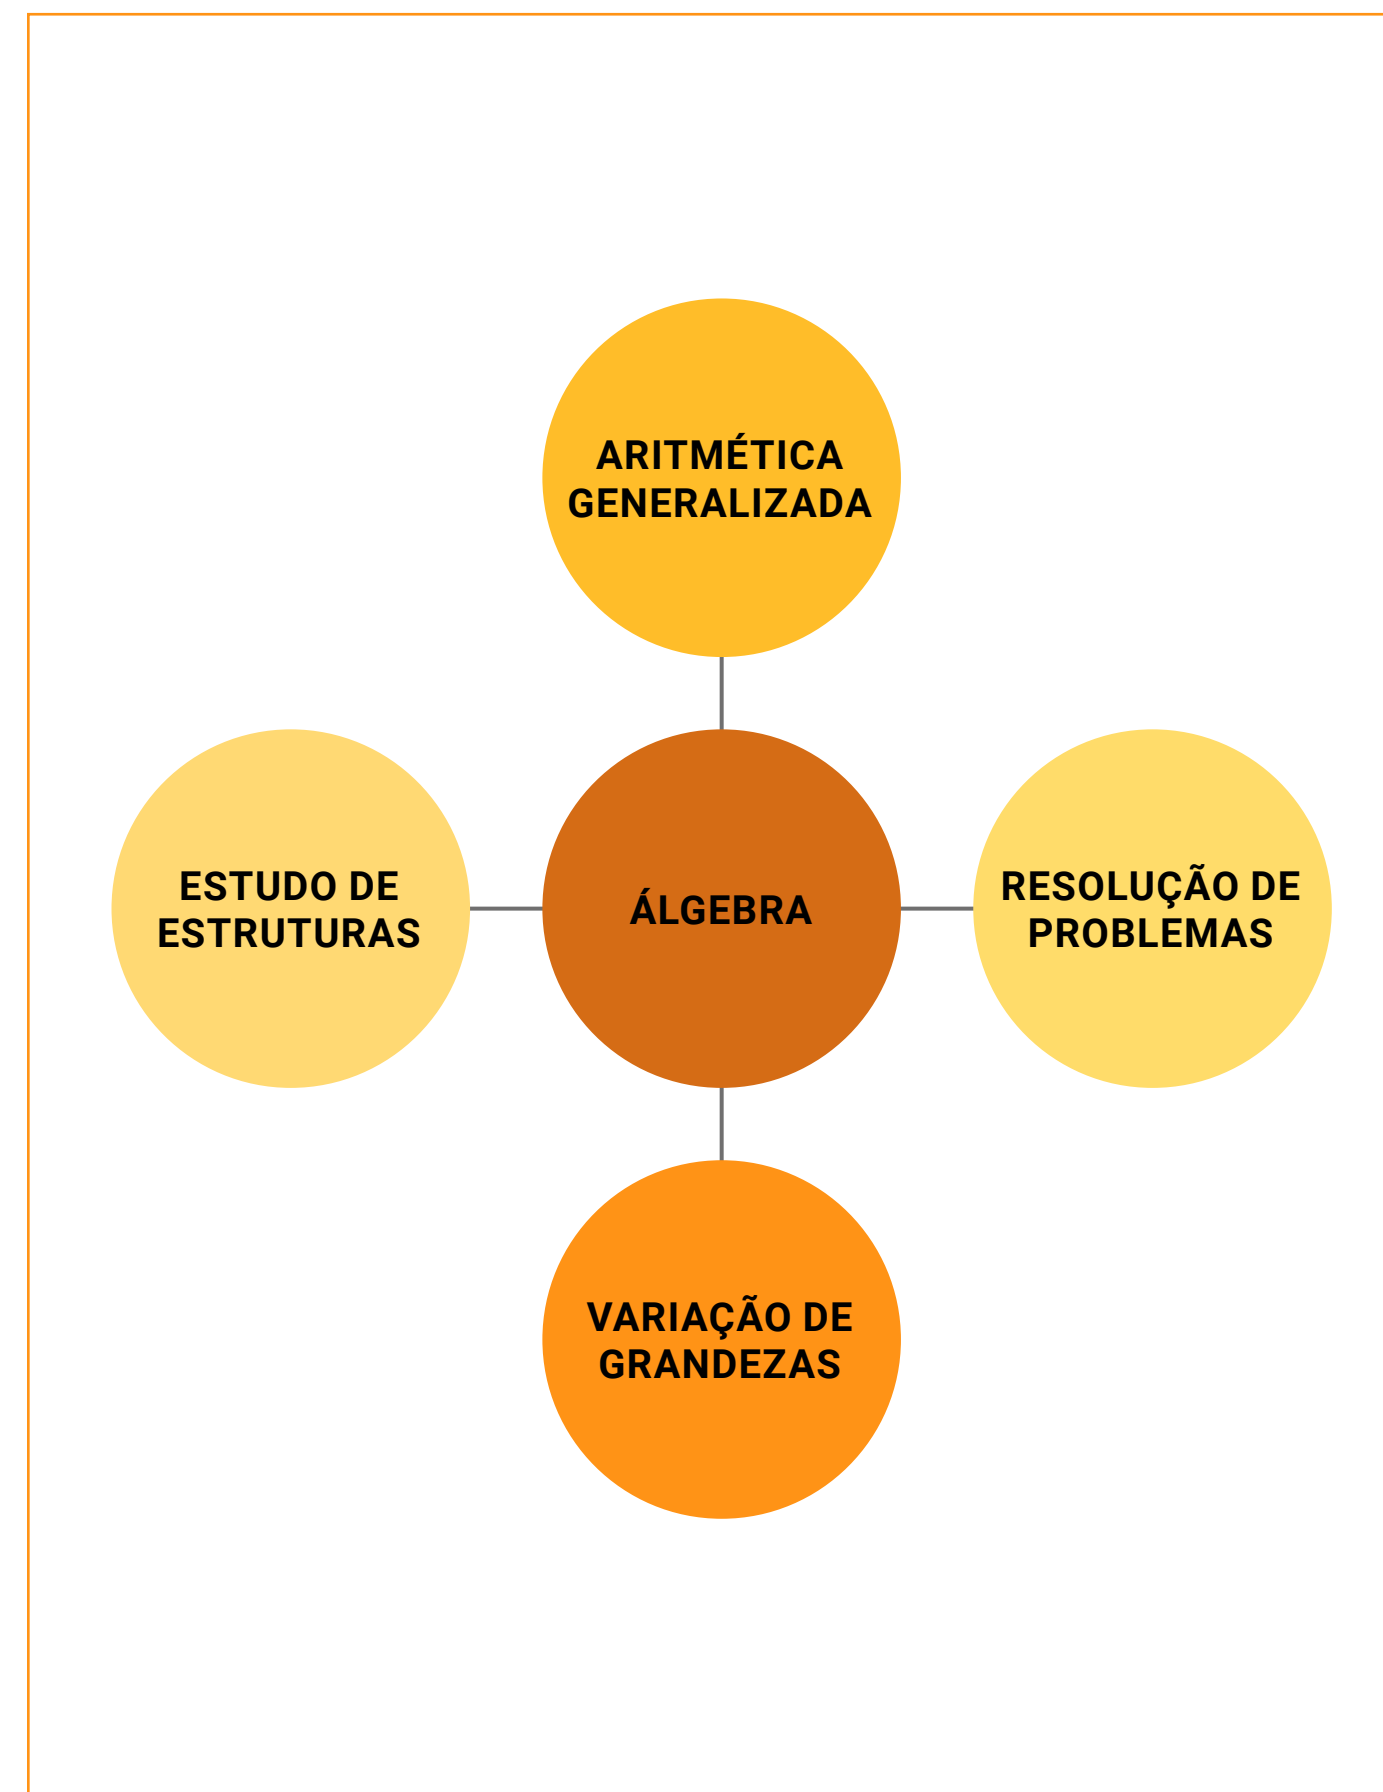 ARITMÉTICA
GENERALIZADA
ESTUDO DE
ESTRUTURAS
ÁLGEBRA
RESOLUÇÃO DE
PROBLEMAS
VARIAÇÃO DE
GRANDEZAS